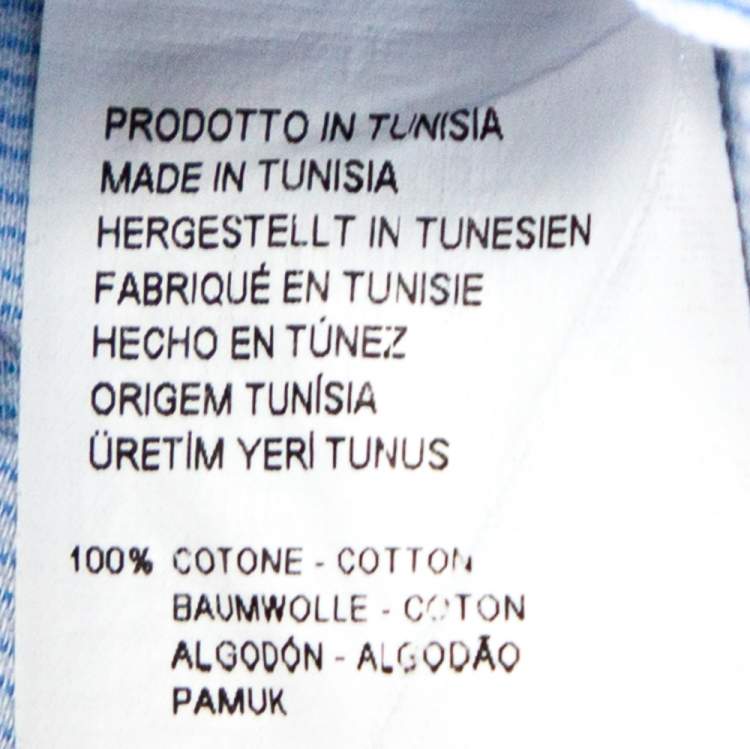 PRODOTTO IN TUNISIA
MADE IN TUNISIA
HERGESTELLT IN TUNESIEN
FABRIQUÉ EN TUNISIE
HECHO EN TÚNEZ
ORIGEM TUNÍSIA
ÜRETİM YERİ TUNUS
100% COTONE - COTTON
BAUMWOLLE - COTON
ALGODÓN - ALGODÃO
PAMUK